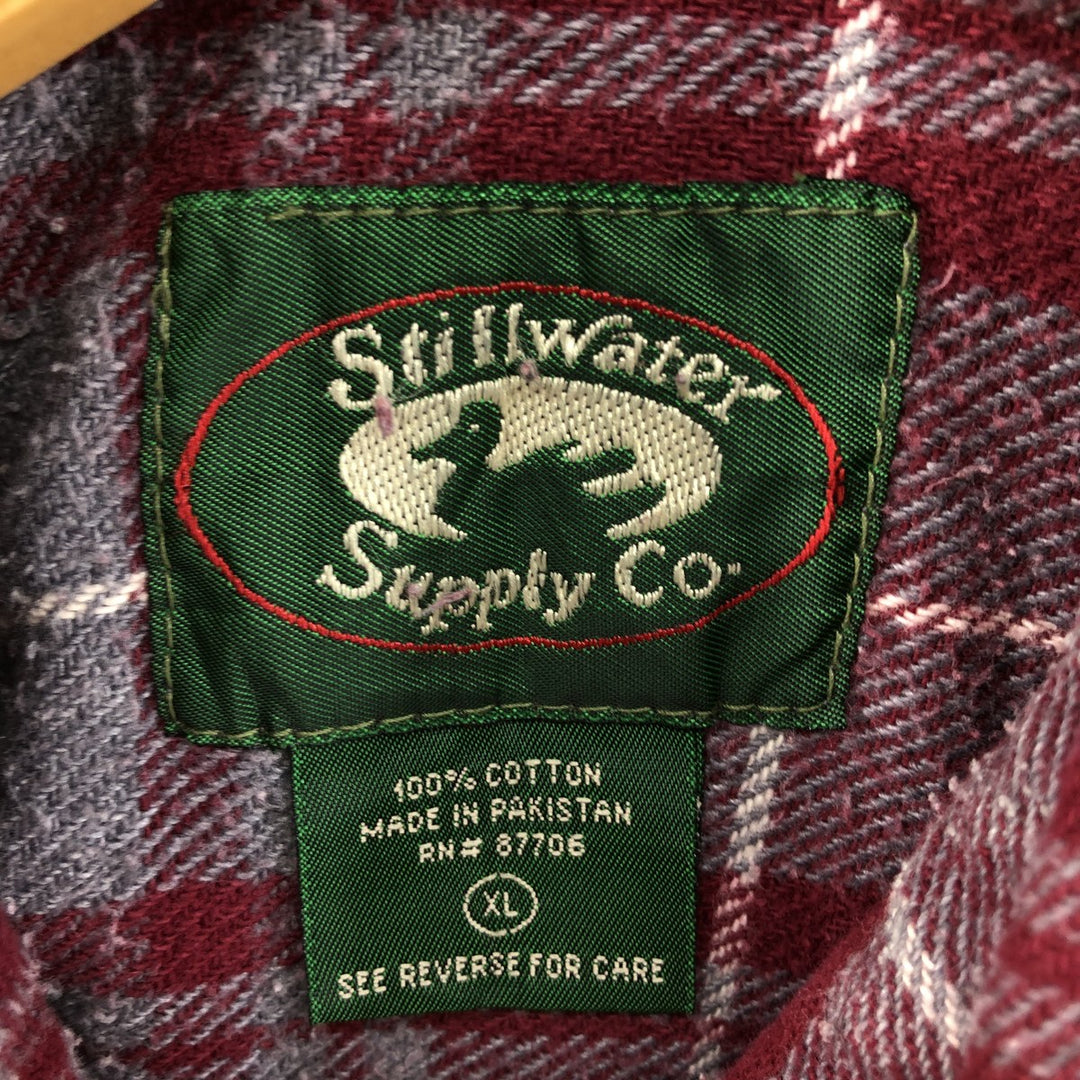 Stillwater
Supply Co.
100% COTTON
MADE IN PAKISTAN
RN# 87706
XL
SEE REVERSE FOR CARE